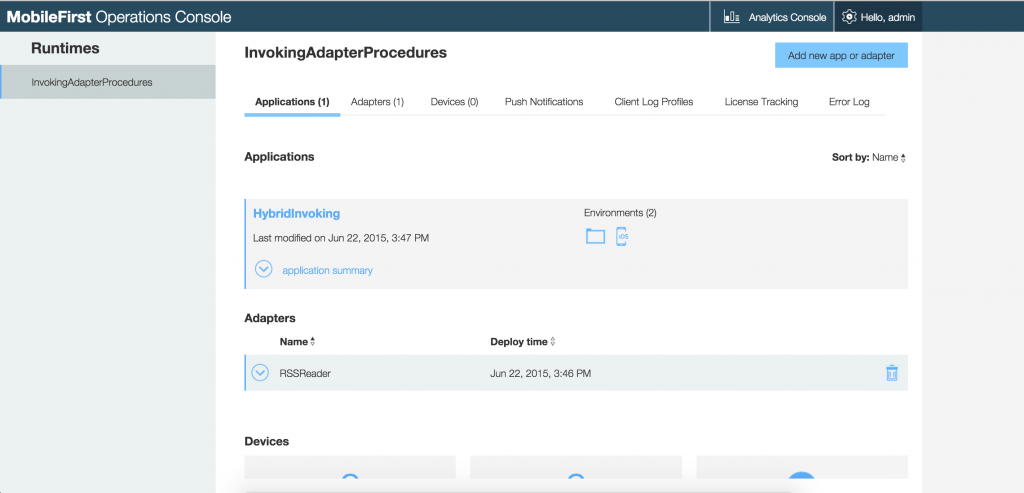 MobileFirst Operations Console
Analytics Console
Hello, admin
Runtimes
InvokingAdapterProcedures
InvokingAdapterProcedures
Add new app or adapter
Applications (1) Adapters (1) Devices (0) Push Notifications Client Log Profiles License Tracking Error Log
Applications
Sort by: Name
HybridInvoking
Environments (2)
iOS
Last modified on Jun 22, 2015, 3:47 PM
application summary
Adapters
Name Deploy time
RSSReader Jun 22, 2015, 3:46 PM
Devices